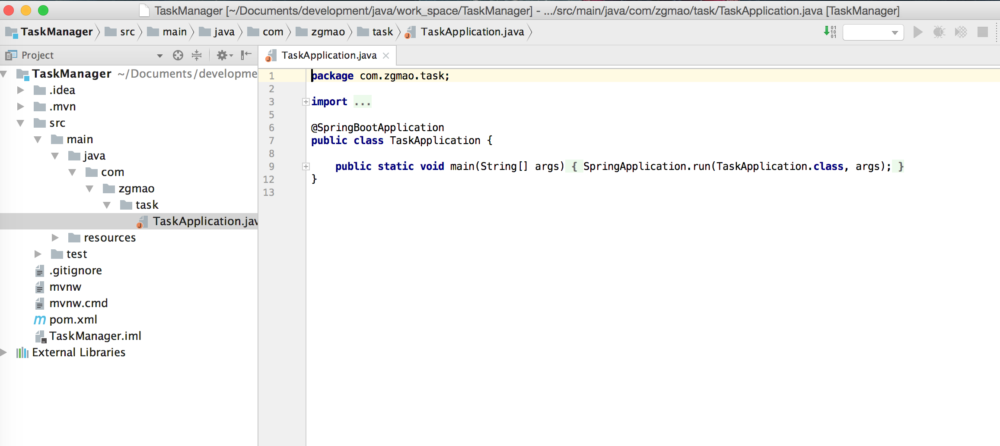 TaskManager [~/Documents/development/java/work_space/TaskManager] - .../src/main/java/com/zgmao/task/TaskApplication.java [TaskManager]
TaskManager src main java com zgmao task TaskApplication.java
Project
TaskApplication.java
TaskManager ~/Documents/developme
.idea
.mvn
src
main
java
com
zgmao
task
TaskApplication.jav
resources
test
.gitignore
mvnw
mvnw.cmd
pom.xml
TaskManager.iml
External Libraries
1 package com.zgmao.task;
2
3 import ...
5
6 @SpringBootApplication
7 public class TaskApplication {
8
9 public static void main(String[] args) { SpringApplication.run(TaskApplication.class, args); }
12 }
13